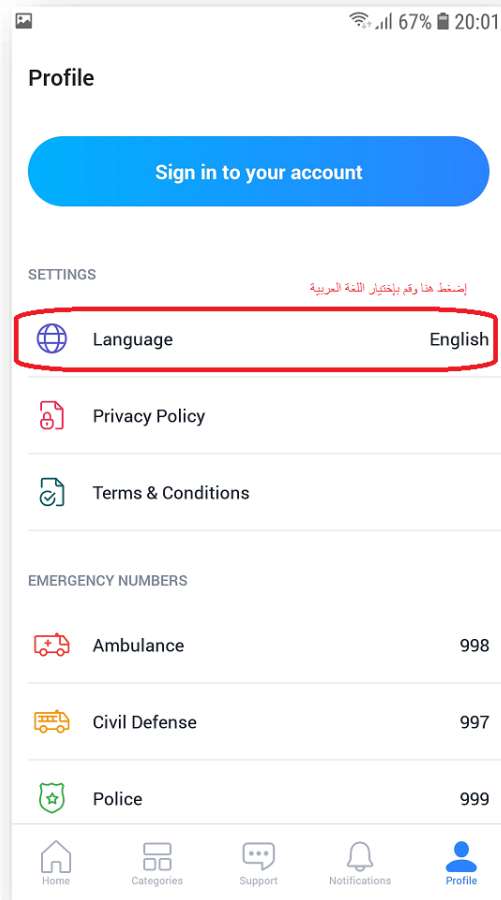 67% 20:01
Profile
Sign in to your account
SETTINGS
إضغط هنا وقم بإختيار اللغة العربية
Language English
Privacy Policy
Terms & Conditions
EMERGENCY NUMBERS
Ambulance 998
Civil Defense 997
Police 999
Home Categories Support Notifications Profile